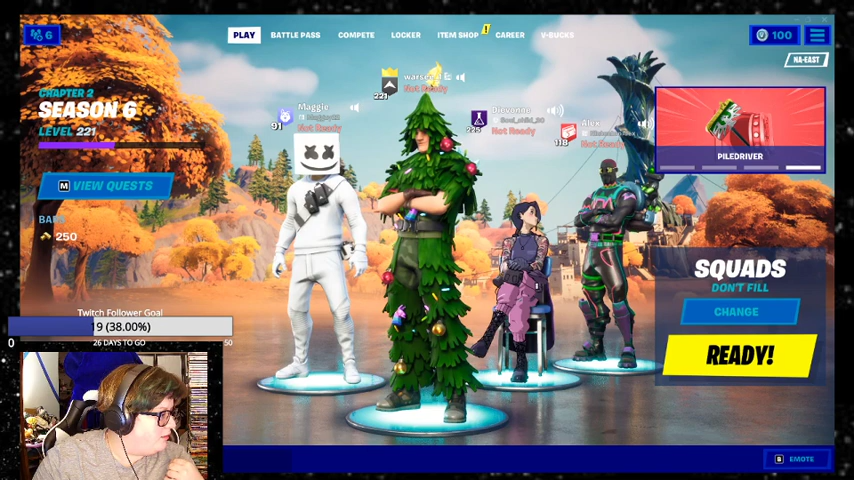 6
PLAY
BATTLE PASS
COMPETE
LOCKER
ITEM SHOP
!
CAREER
V-BUCKS
100
NA-EAST
CHAPTER 2
SEASON 6
LEVEL 221
M VIEW QUESTS
BARS
250
221
Not Ready
91
Maggie
Not Ready
225
Not Ready
118
Alex
Not Ready
PILEDRIVER
SQUADS
DON'T FILL
CHANGE
READY!
Twitch Follower Goal
19 (38.00%)
0
26 DAYS TO GO
50
EMOTE